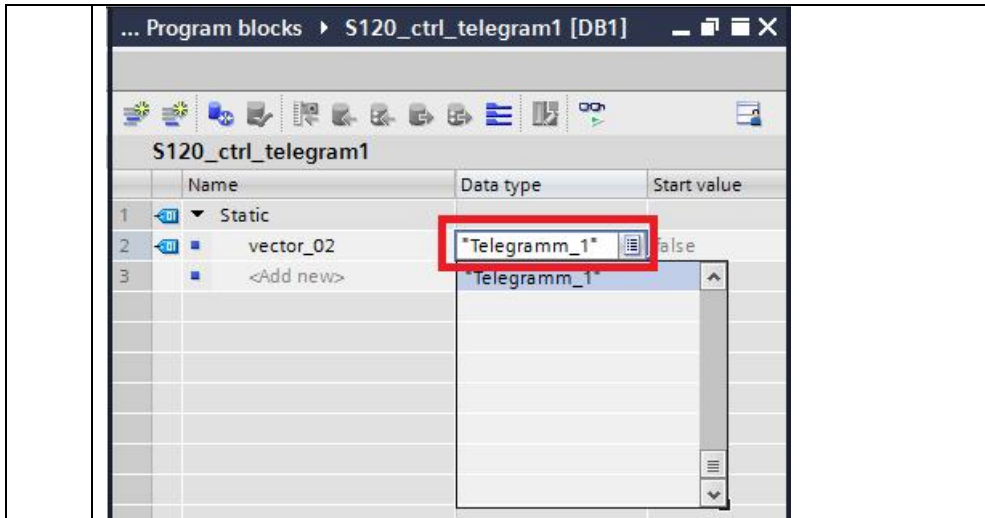 ... Program blocks ▸ S120_ctrl_telegram1 [DB1]
S120_ctrl_telegram1
Name Data type Start value
1 Static
2 vector_02 "Telegramm_1" false
3 <Add new> "Telegramm_1"